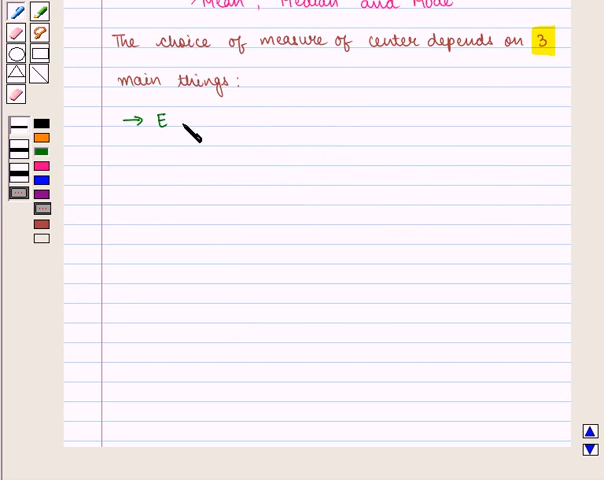 → Mean, Median and Mode
The choice of measure of center depends on 3
main things:
→ E